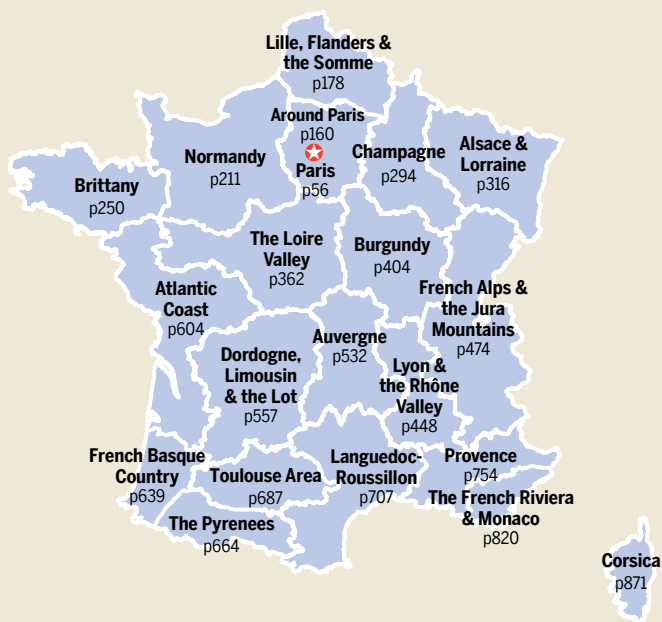 Lille, Flanders &
the Somme
p178
Around Paris
p160
Paris
p56
Champagne
p294
Alsace &
Lorraine
p316
Normandy
p211
Brittany
p250
The Loire
Valley
p362
Burgundy
p404
French Alps &
the Jura
Mountains
p474
Atlantic
Coast
p604
Auvergne
p532
Dordogne,
Limousin
& the Lot
p557
Lyon &
the Rhône
Valley
p448
French Basque
Country
p639
Toulouse Area
p687
Languedoc-
Roussillon
p707
Provence
p754
The French Riviera
& Monaco
p820
The Pyrenees
p664
Corsica
p871